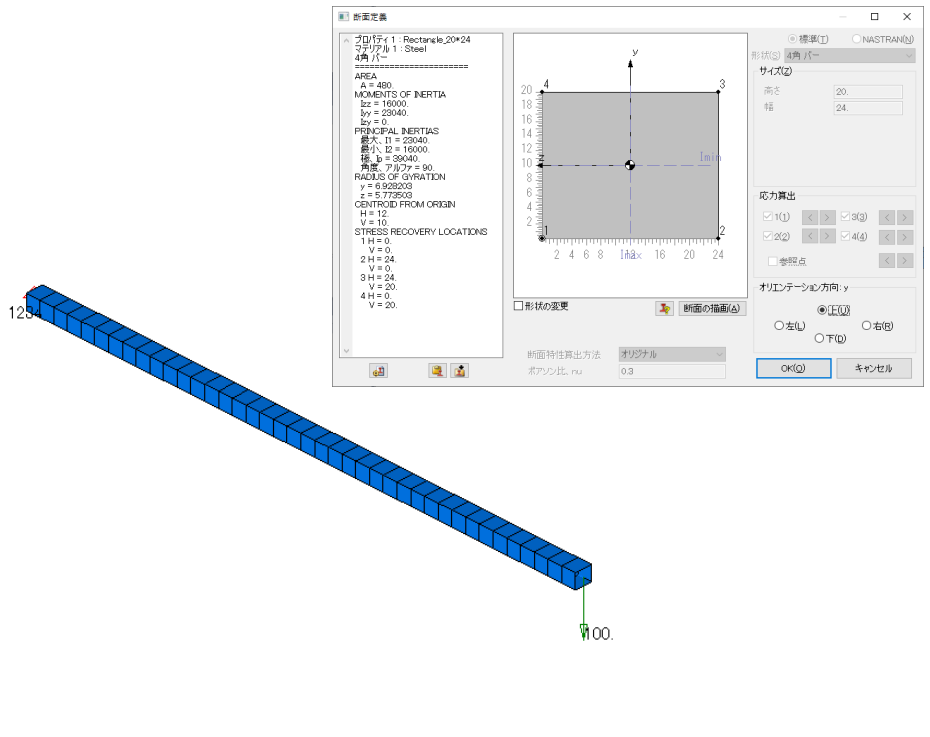 断面定義
プロパティ 1 : Rectangle_20*24
マテリアル 1 : Steel
4角 バー
=======================
AREA
A = 480.
MOMENTS OF INERTIA
Izz = 16000.
Iyy = 23040.
Izy = 0.
PRINCIPAL INERTIAS
最大、I1 = 23040.
最小、I2 = 16000.
極、Ip = 39040.
角度、アルファ = 90.
RADIUS OF GYRATION
y = 6.928203
z = 5.773503
CENTROID FROM ORIGIN
H = 12.
V = 10.
STRESS RECOVERY LOCATIONS
1 H = 0.
V = 0.
2 H = 24.
V = 0.
3 H = 24.
V = 20.
4 H = 0.
V = 20.
y
4
3
20
18
16
14
12
10
8
6
4
2
z
Imin
1
2
2 4 6 8 Imax 16 20 24
形状の変更
断面の描画(A)
断面特性算出方法
オリジナル
ポアソン比、nu
0.3
標準(T)
NASTRAN(N)
形状(S)
4角 バー
サイズ(Z)
高さ
20.
幅
24.
応力算出
1(1)
<
>
3(3)
<
>
2(2)
<
>
4(4)
<
>
参照点
<
>
オリエンテーション方向: y
上(U)
左(L)
右(R)
下(D)
OK(O)
キャンセル
1234
100.